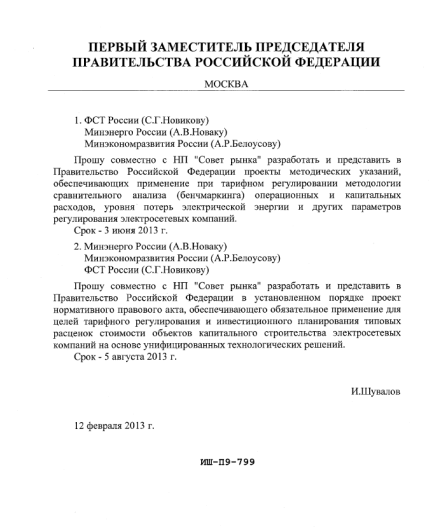 ПЕРВЫЙ ЗАМЕСТИТЕЛЬ ПРЕДСЕДАТЕЛЯ
ПРАВИТЕЛЬСТВА РОССИЙСКОЙ ФЕДЕРАЦИИ
МОСКВА
1. ФСТ России (С.Г.Новикову)
Минэнерго России (А.В.Новаку)
Минэкономразвития России (А.Р.Белоусову)
Прошу совместно с НП "Совет рынка" разработать и представить в
Правительство Российской Федерации проекты методических указаний,
обеспечивающих применение при тарифном регулировании методологии
сравнительного анализа (бенчмаркинга) операционных и капитальных
расходов, уровня потерь электрической энергии и других параметров
регулирования электросетевых компаний.
Срок - 3 июня 2013 г.
2. Минэнерго России (А.В.Новаку)
Минэкономразвития России (А.Р.Белоусову)
ФСТ России (С.Г.Новикову)
Прошу совместно с НП "Совет рынка" разработать и представить в
Правительство Российской Федерации в установленном порядке проект
нормативного правового акта, обеспечивающего обязательное применение для
целей тарифного регулирования и инвестиционного планирования типовых
расценок стоимости объектов капитального строительства электросетевых
компаний на основе унифицированных технологических решений.
Срок - 5 августа 2013 г.
И.Шувалов
12 февраля 2013 г.
ИШ-П9-799